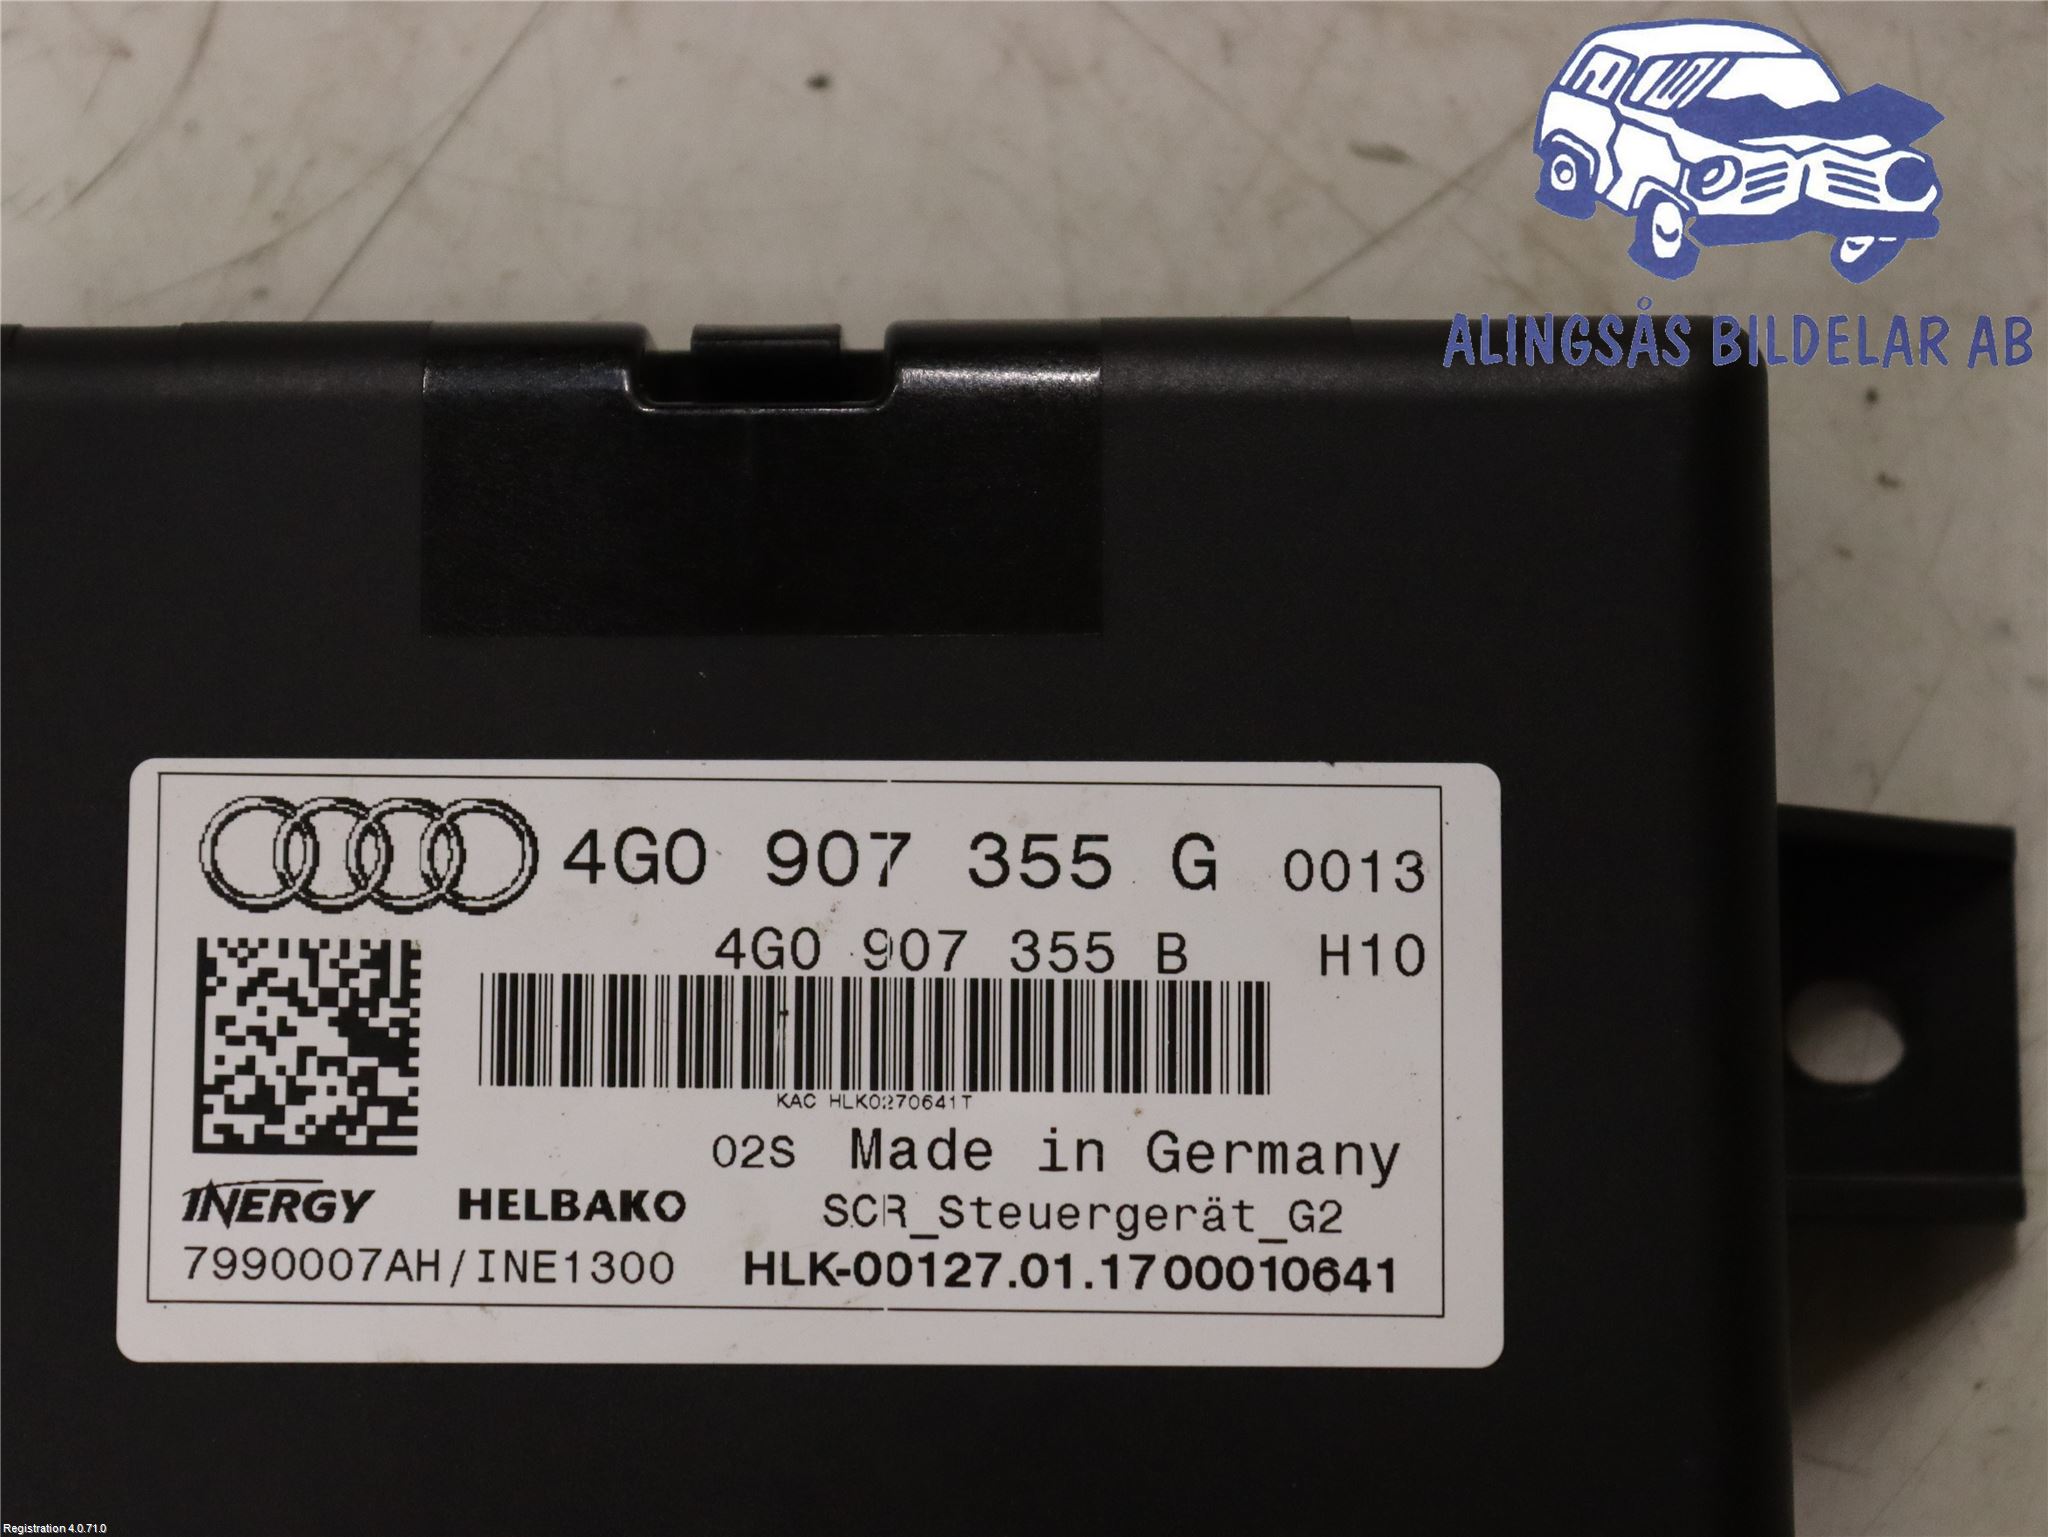 ALINGSÅS BILDELAR AB
4G0 907 355 G 0013
4G0 907 355 B H10
KAC HLK0270641T
02S Made in Germany
INERGY HELBAKO SCR_Steuergerät_G2
7990007AH/INE1300 HLK-00127.01.1700010641
Registration 4.0.71.0